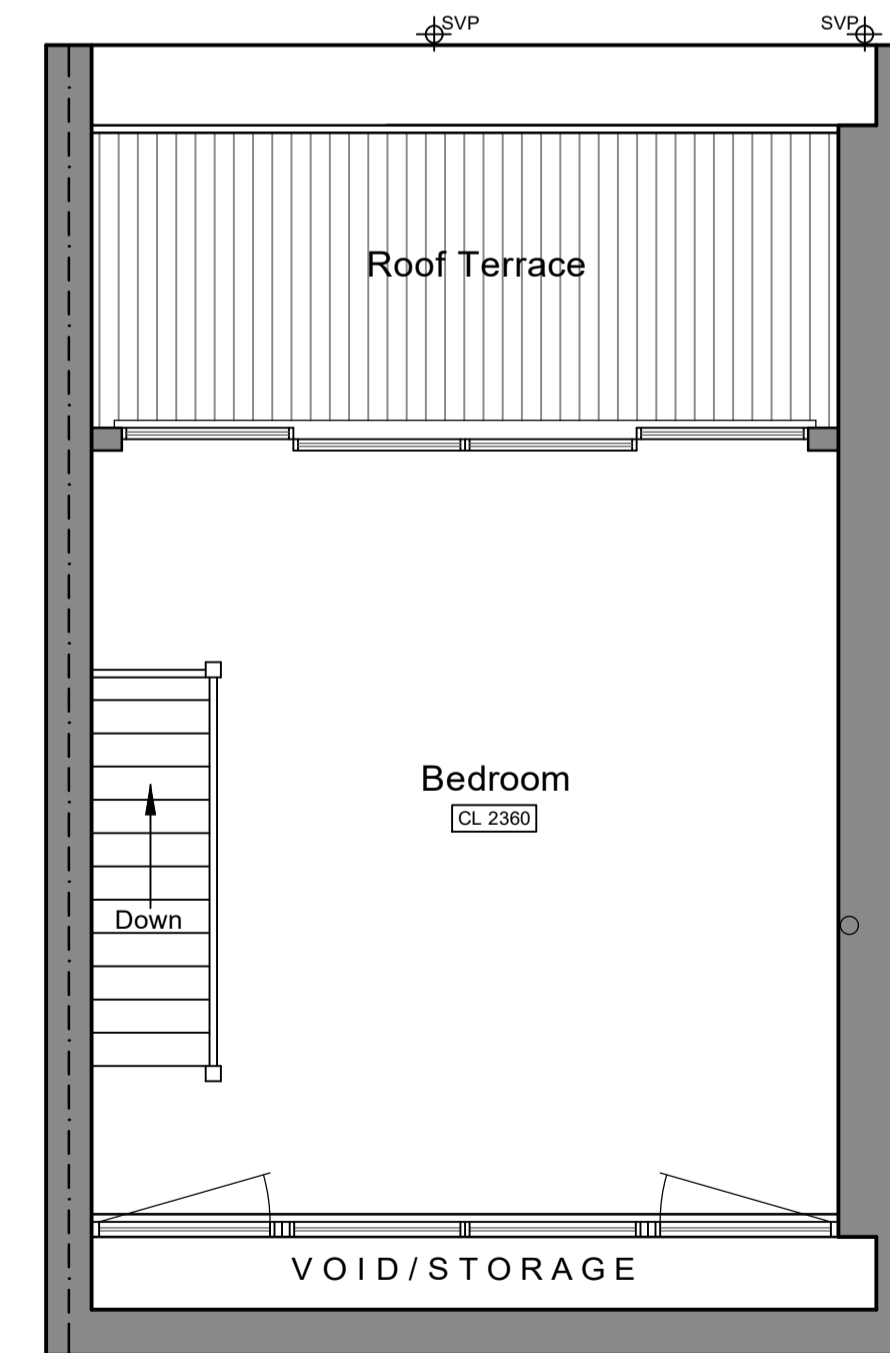 SVP
SVP
Roof Terrace
Bedroom
CL 2360
Down
VOID/STORAGE